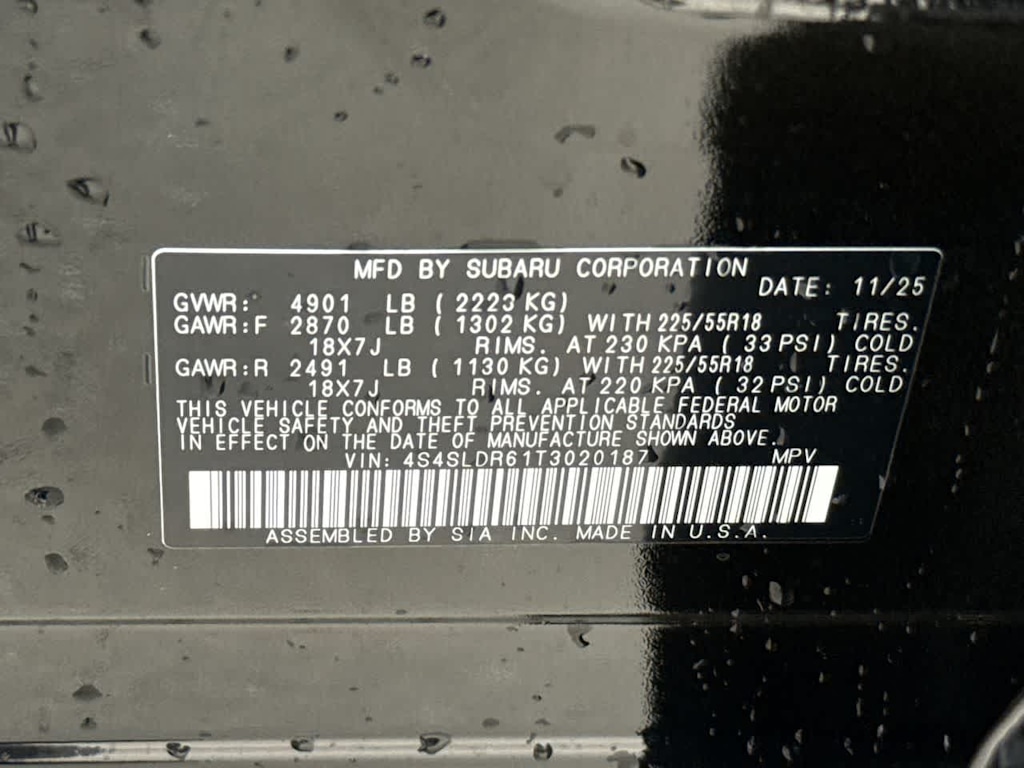 MFD BY SUBARU CORPORATION
DATE: 11/25
GVWR: 4901 LB ( 2223 KG)
GAWR:F 2870 LB ( 1302 KG) WITH 225/55R18 TIRES.
18X7J RIMS. AT 230 KPA ( 33 PSI) COLD
GAWR:R 2491 LB ( 1130 KG) WITH 225/55R18 TIRES.
18X7J RIMS. AT 220 KPA ( 32 PSI) COLD
THIS VEHICLE CONFORMS TO ALL APPLICABLE FEDERAL MOTOR
VEHICLE SAFETY AND THEFT PREVENTION STANDARDS
IN EFFECT ON THE DATE OF MANUFACTURE SHOWN ABOVE.
VIN: 4S4SLDR61T3020187 MPV
ASSEMBLED BY SIA INC. MADE IN U.S.A.